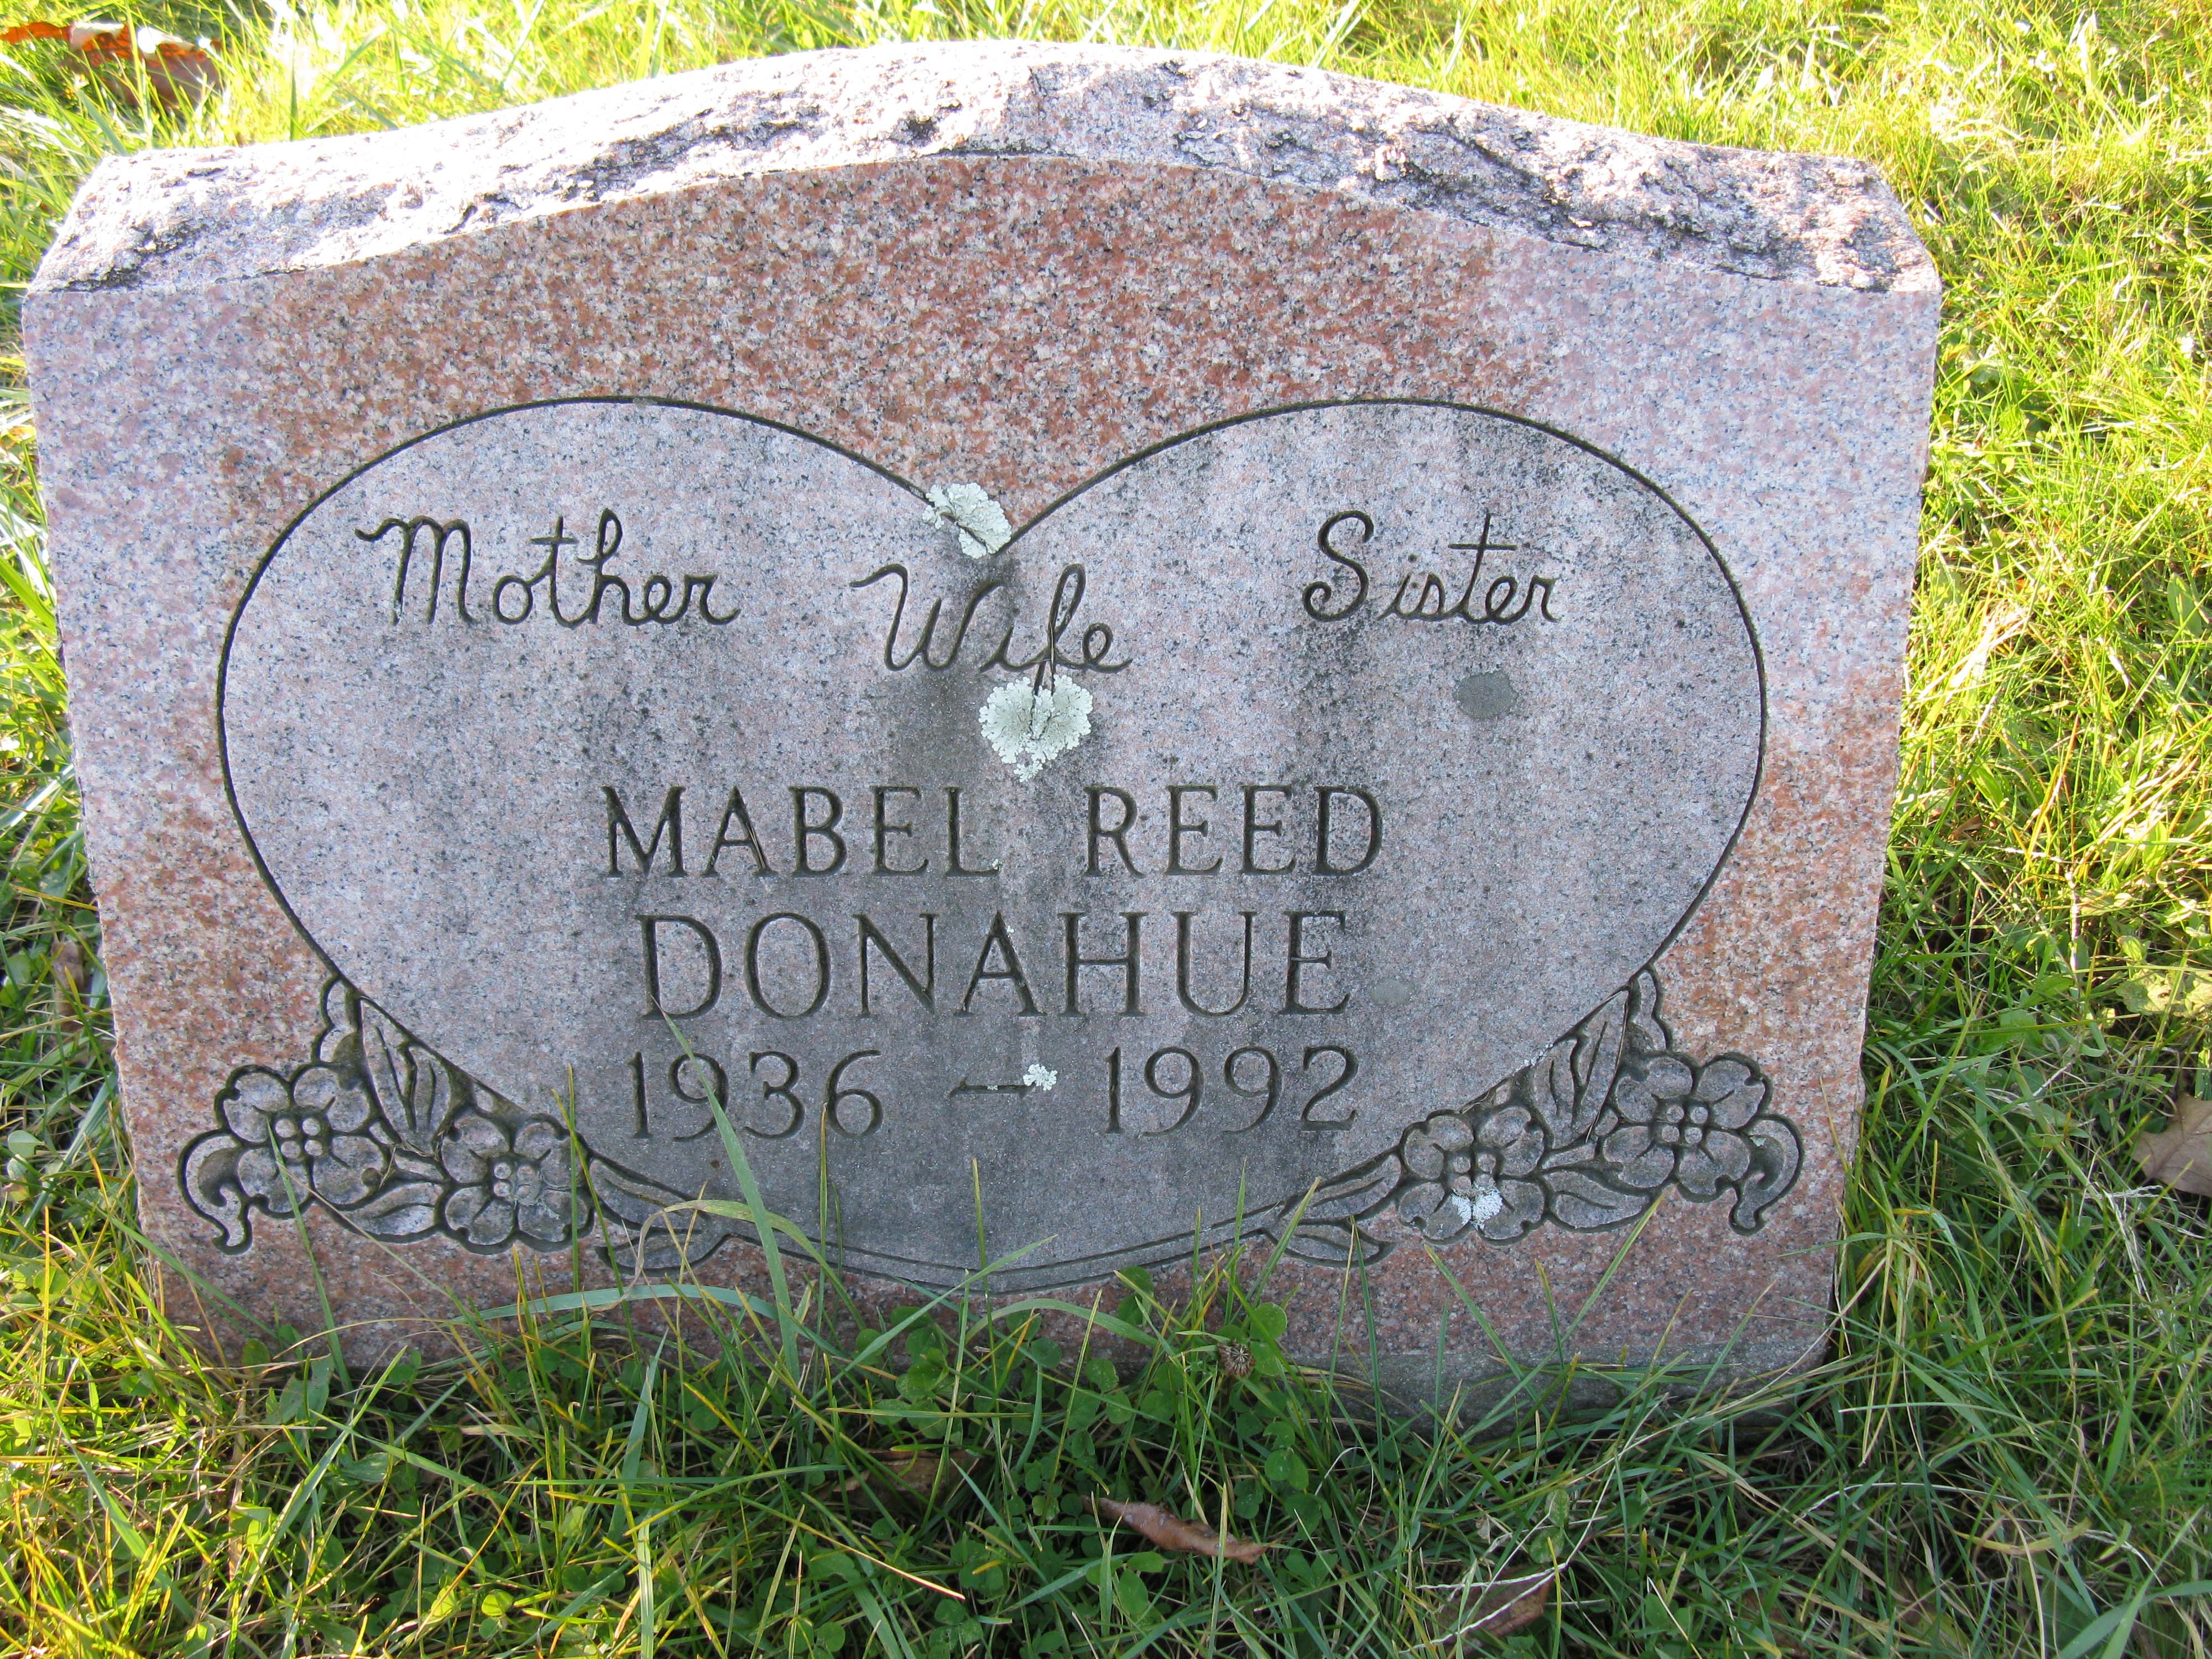 Mother Wife Sister
MABEL REED
DONAHUE
1936 — 1992